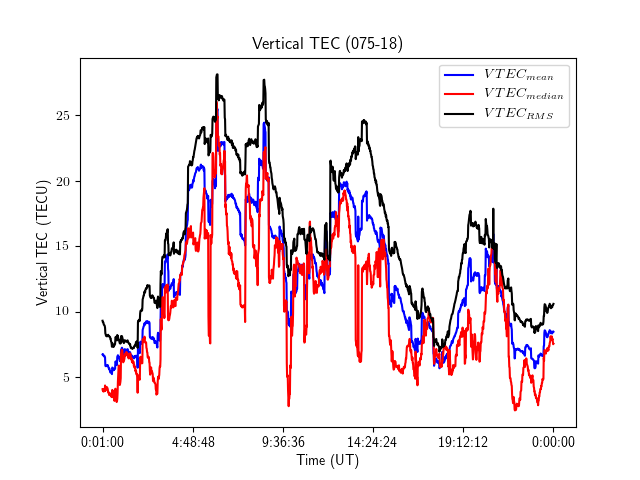 Vertical TEC (075-18)
VTEC_mean
VTEC_median
VTEC_RMS
Vertical TEC (TECU)
25
20
15
10
5
0:01:00 4:48:48 9:36:36 14:24:24 19:12:12 0:00:00
Time (UT)